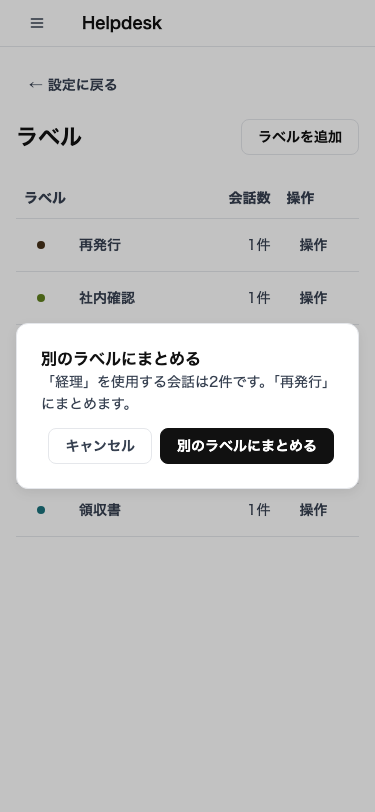 Helpdesk
← 設定に戻る
ラベル
ラベルを追加
ラベル 会話数 操作
再発行 1件 操作
社内確認 1件 操作
別のラベルにまとめる
「経理」を使用する会話は2件です。「再発行」
にまとめます。
キャンセル
別のラベルにまとめる
領収書 1件 操作